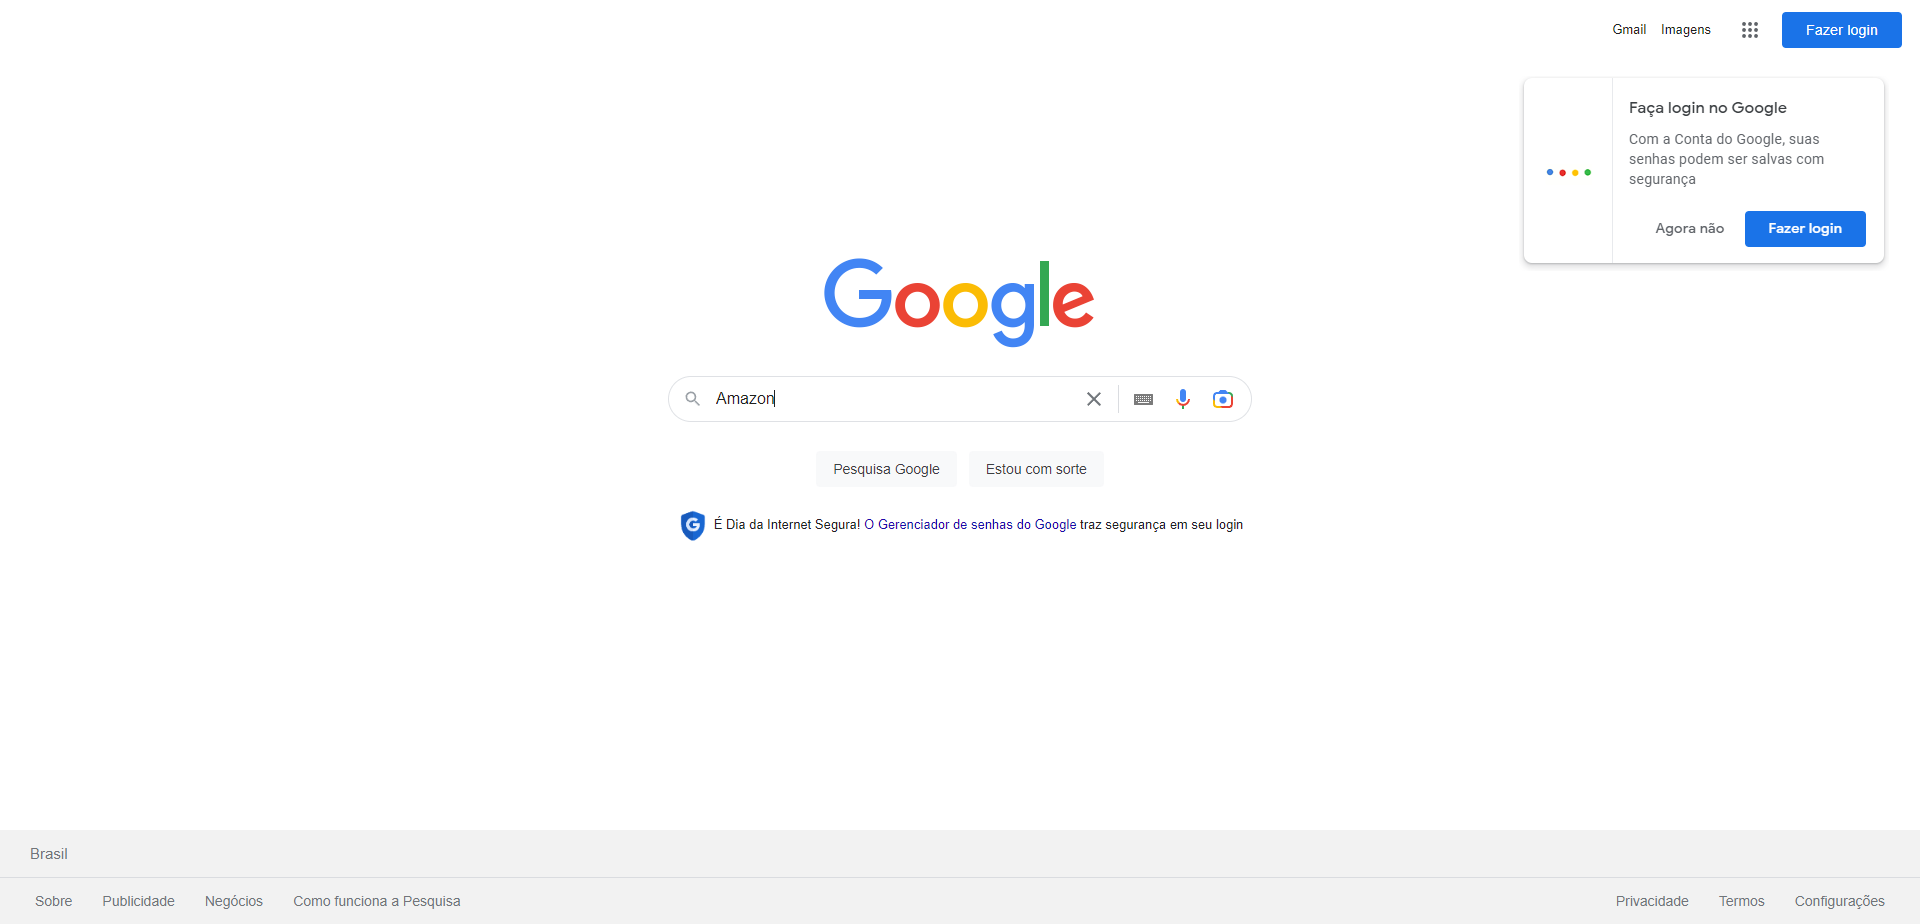 Gmail Imagens Fazer login
Faça login no Google
Com a Conta do Google, suas
senhas podem ser salvas com
segurança
Agora não Fazer login
Google
Amazon
Pesquisa Google Estou com sorte
G É Dia da Internet Segura! O Gerenciador de senhas do Google traz segurança em seu login
Brasil
Sobre Publicidade Negócios Como funciona a Pesquisa Privacidade Termos Configurações